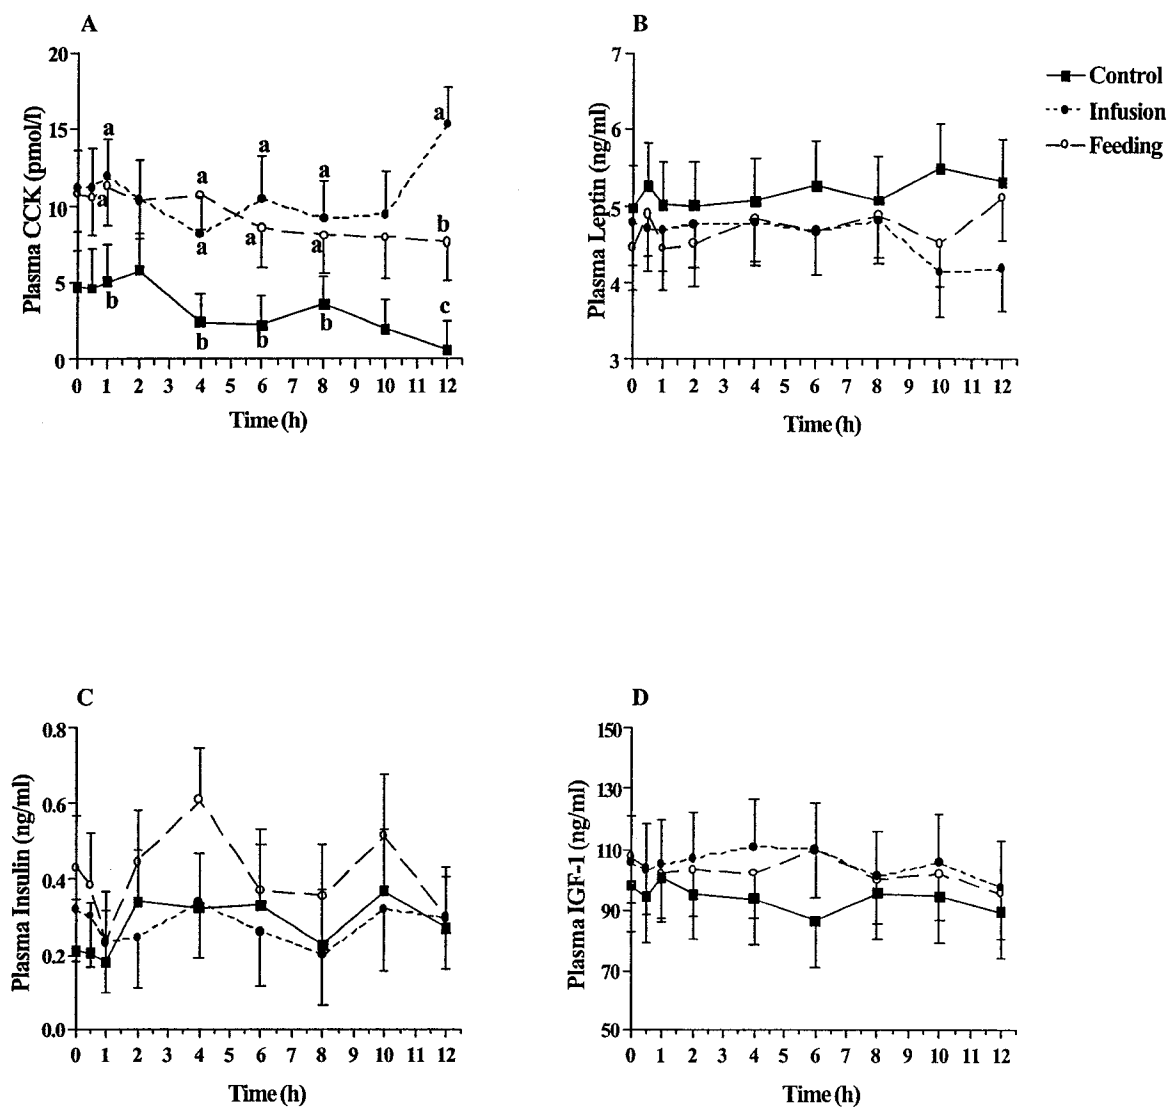 A
B
20
15
10
5
0
Plasma CCK (pmol/l)
a
a
a
a
a
a
a
a
a
b
b
b
b
b
c
0 1 2 3 4 5 6 7 8 9 10 11 12
Time (h)
7
6
5
4
3
Plasma Leptin (ng/ml)
0 1 2 3 4 5 6 7 8 9 10 11 12
Time (h)
Control
Infusion
Feeding
C
D
0.8
0.6
0.4
0.2
0.0
Plasma Insulin (ng/ml)
0 1 2 3 4 5 6 7 8 9 10 11 12
Time (h)
150
130
110
90
70
50
Plasma IGF-1 (ng/ml)
0 1 2 3 4 5 6 7 8 9 10 11 12
Time (h)